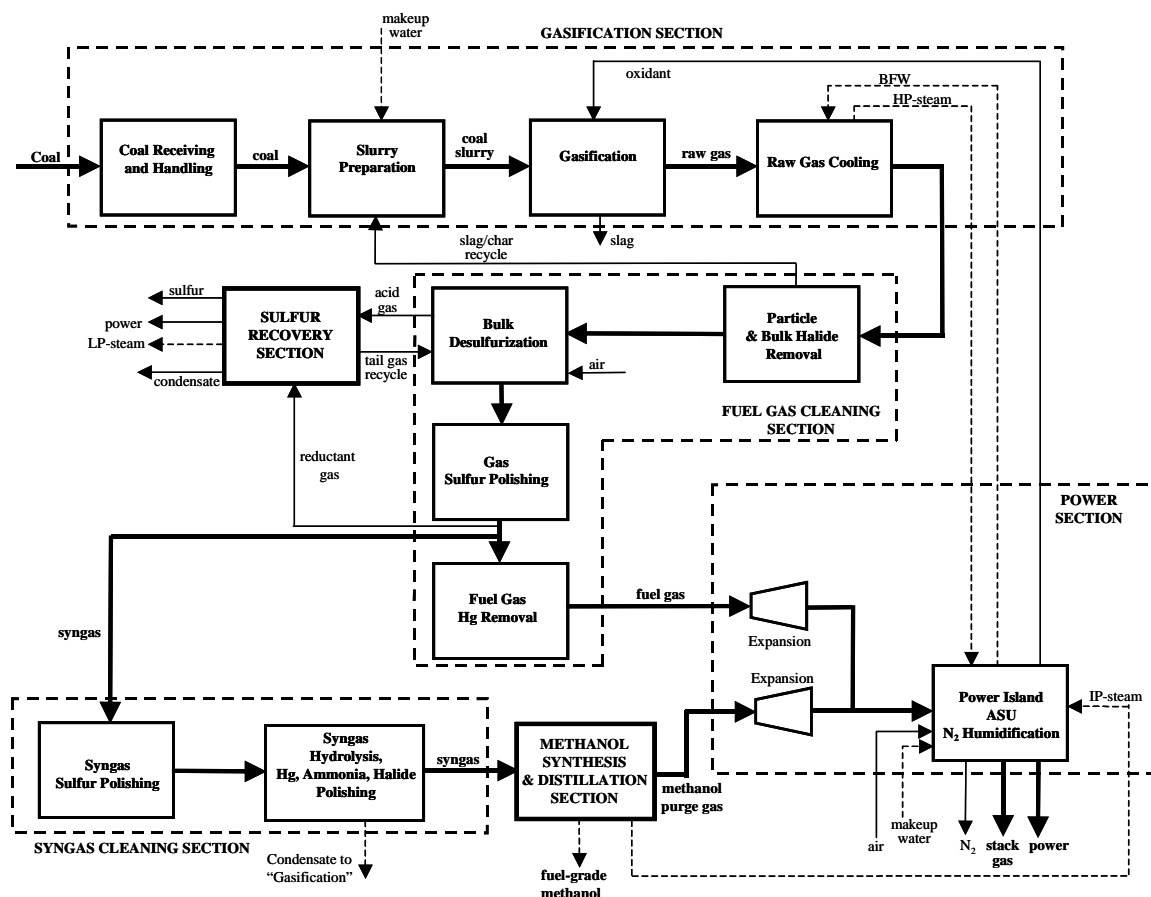 makeup
water
GASIFICATION SECTION
oxidant
BFW
HP-steam
Coal
Coal Receiving
and Handling
coal
Slurry
Preparation
coal
slurry
Gasification
raw gas
Raw Gas Cooling
slag/char
recycle
slag
sulfur
power
LP-steam
condensate
SULFUR
RECOVERY
SECTION
acid
gas
tail gas
recycle
Bulk
Desulfurization
air
Particle
& Bulk Halide
Removal
FUEL GAS CLEANING
SECTION
reductant
gas
Gas
Sulfur Polishing
POWER
SECTION
Fuel Gas
Hg Removal
fuel gas
Expansion
syngas
Expansion
Power Island
ASU
N2 Humidification
IP-steam
Syngas
Sulfur Polishing
Syngas
Hydrolysis,
Hg, Ammonia, Halide
Polishing
syngas
METHANOL
SYNTHESIS
& DISTILLATION
SECTION
methanol
purge gas
SYNGAS CLEANING SECTION
Condensate to
“Gasification”
fuel-grade
methanol
air
makeup
water
N2
stack
gas
power